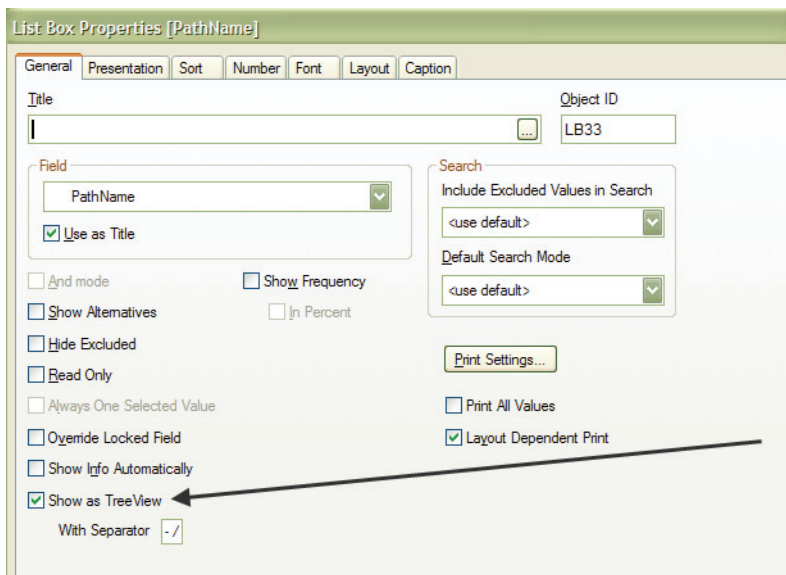 List Box Properties [PathName]
General Presentation Sort Number Font Layout Caption
Title
Object ID
...
LB33
Field
PathName
Use as Title
Search
Include Excluded Values in Search
<use default>
Default Search Mode
<use default>
And mode
Show Frequency
Show Alternatives
In Percent
Hide Excluded
Read Only
Always One Selected Value
Override Locked Field
Show Info Automatically
Show as TreeView
With Separator -/
Print Settings...
Print All Values
Layout Dependent Print